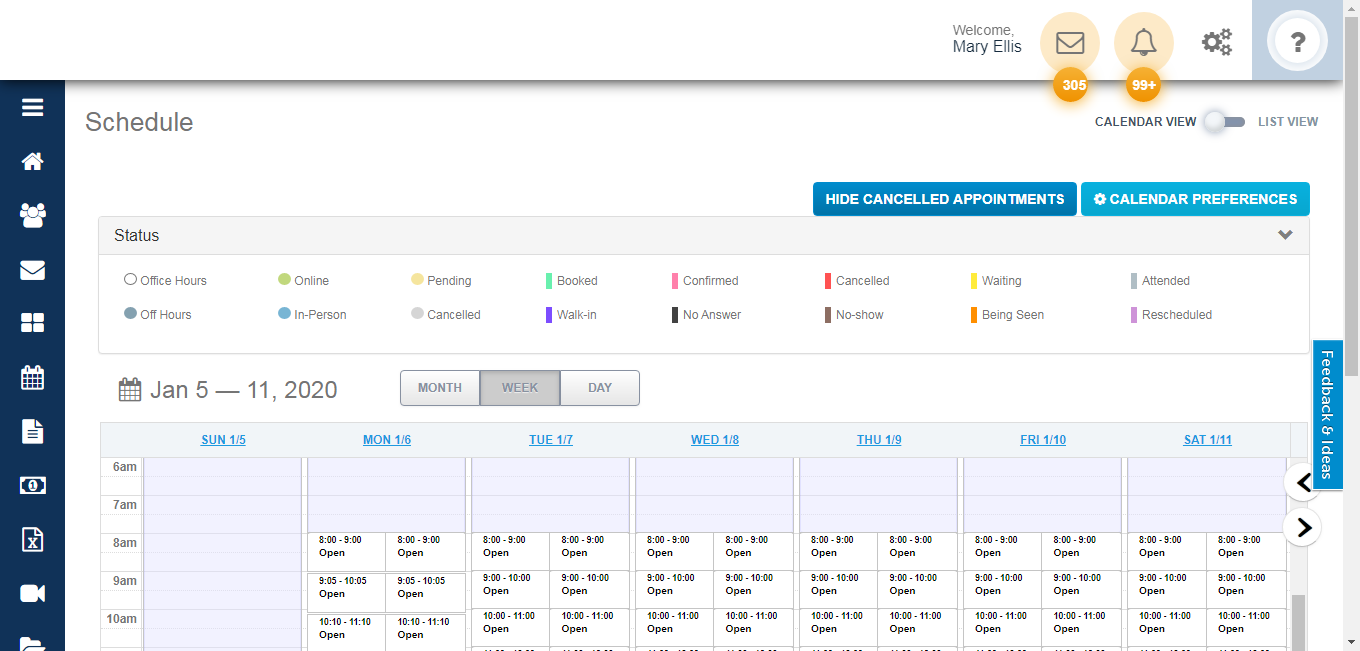 Welcome,
Mary Ellis
305
99+
?
Schedule
CALENDAR VIEW LIST VIEW
HIDE CANCELLED APPOINTMENTS CALENDAR PREFERENCES
Status
Office Hours Online Pending Booked Confirmed Cancelled Waiting Attended
Off Hours In-Person Cancelled Walk-in No Answer No-show Being Seen Rescheduled
Feedback & Ideas
Jan 5 — 11, 2020 MONTH WEEK DAY
SUN 1/5 MON 1/6 TUE 1/7 WED 1/8 THU 1/9 FRI 1/10 SAT 1/11
6am
7am
8am 8:00 - 9:00 8:00 - 9:00 8:00 - 9:00 8:00 - 9:00 8:00 - 9:00 8:00 - 9:00 8:00 - 9:00 8:00 - 9:00 8:00 - 9:00 8:00 - 9:00 8:00 - 9:00 8:00 - 9:00
Open Open Open Open Open Open Open Open Open Open Open Open
9am 9:05 - 10:05 9:05 - 10:05 9:00 - 10:00 9:00 - 10:00 9:00 - 10:00 9:00 - 10:00 9:00 - 10:00 9:00 - 10:00 9:00 - 10:00 9:00 - 10:00 9:00 - 10:00 9:00 - 10:00
Open Open Open Open Open Open Open Open Open Open Open Open
10am 10:10 - 11:10 10:10 - 11:10 10:00 - 11:00 10:00 - 11:00 10:00 - 11:00 10:00 - 11:00 10:00 - 11:00 10:00 - 11:00 10:00 - 11:00 10:00 - 11:00 10:00 - 11:00 10:00 - 11:00
Open Open Open Open Open Open Open Open Open Open Open Open